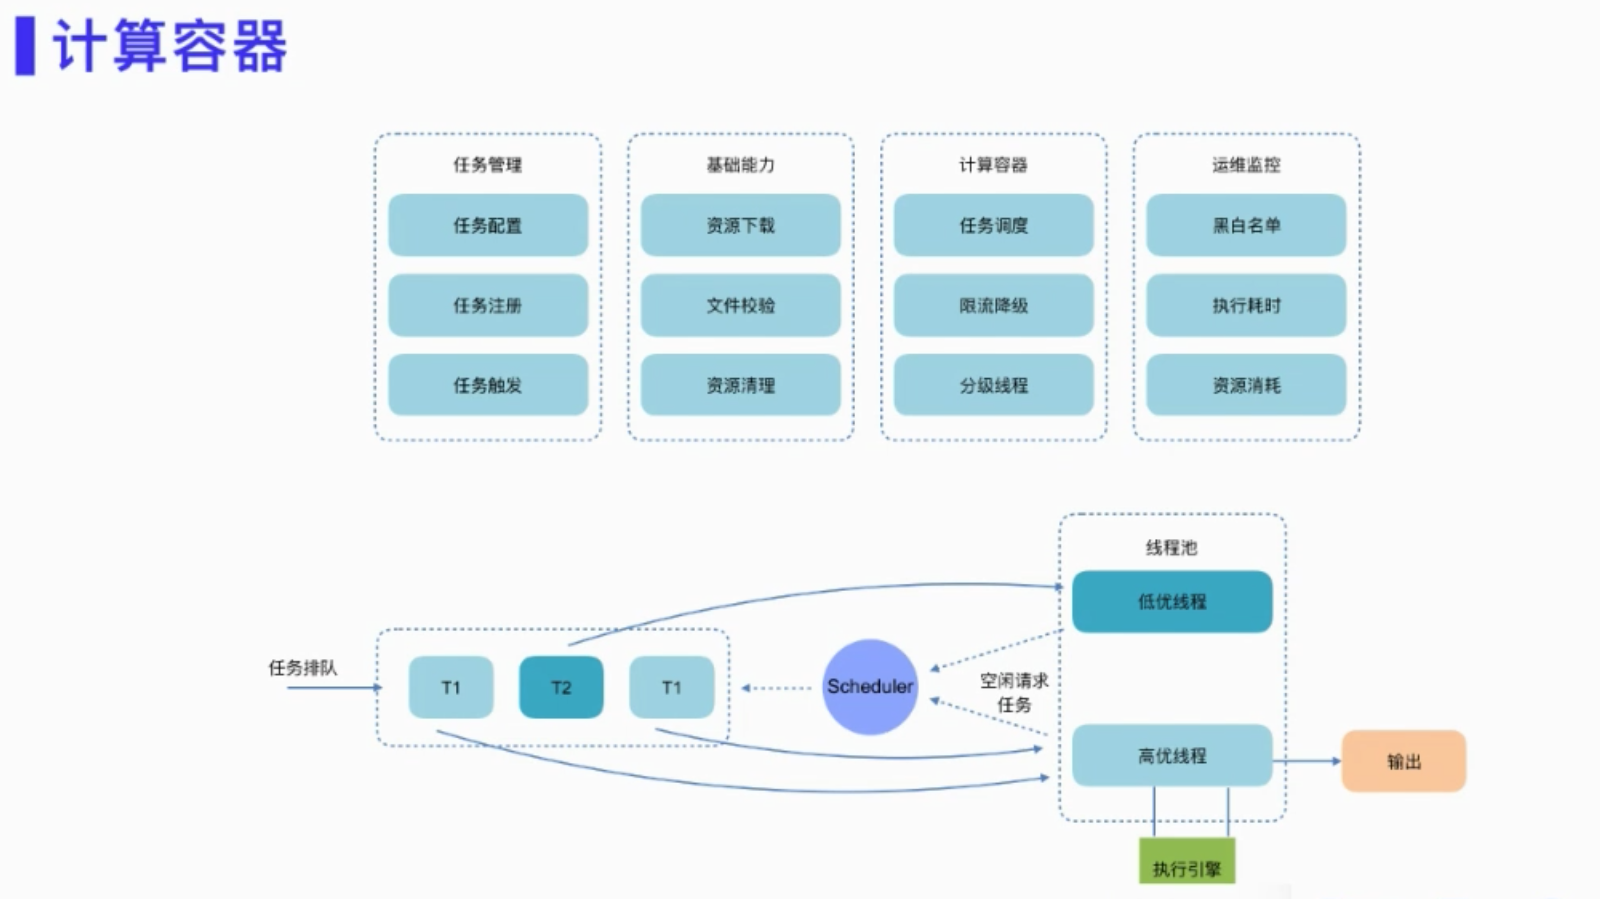 计算容器
任务管理
任务配置
任务注册
任务触发
基础能力
资源下载
文件校验
资源清理
计算容器
任务调度
限流降级
分级线程
运维监控
黑白名单
执行耗时
资源消耗
任务排队
T1
T2
T1
Scheduler
空闲请求
任务
线程池
低优线程
高优线程
执行引擎
输出